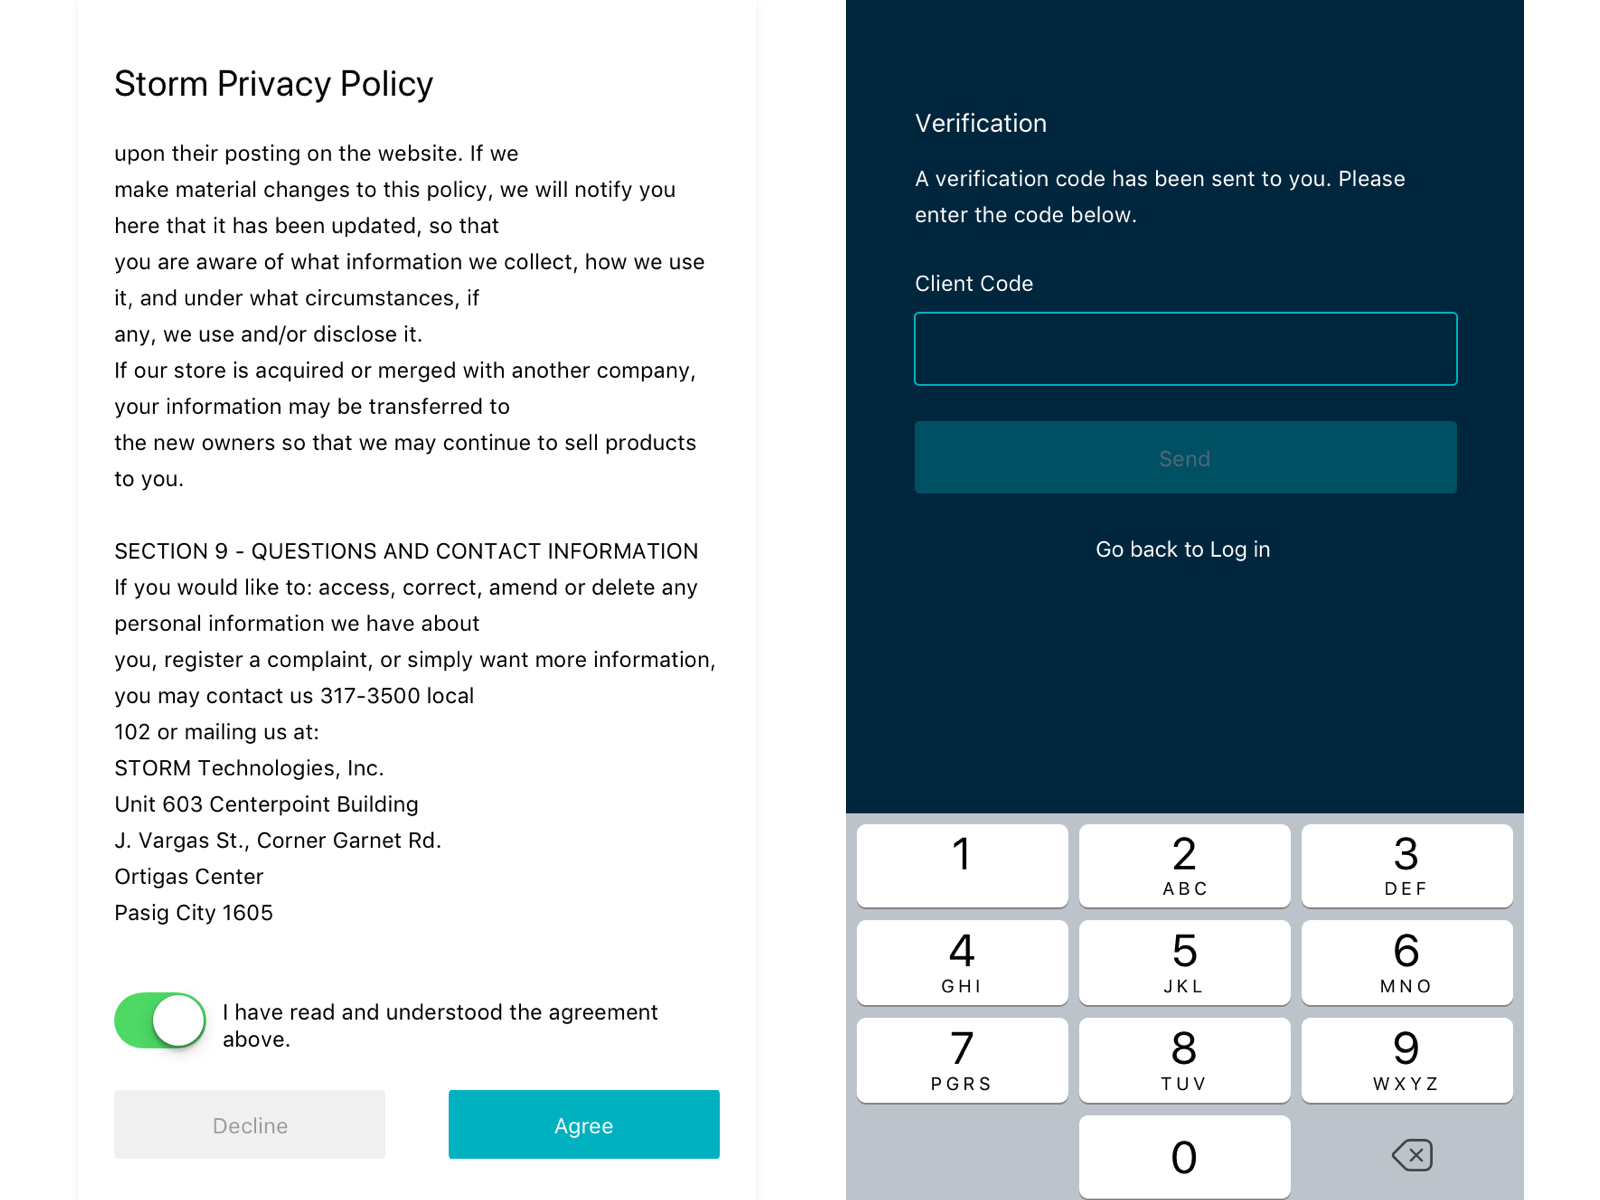 Storm Privacy Policy
upon their posting on the website. If we
make material changes to this policy, we will notify you
here that it has been updated, so that
you are aware of what information we collect, how we use
it, and under what circumstances, if
any, we use and/or disclose it.
If our store is acquired or merged with another company,
your information may be transferred to
the new owners so that we may continue to sell products
to you.
SECTION 9 - QUESTIONS AND CONTACT INFORMATION
If you would like to: access, correct, amend or delete any
personal information we have about
you, register a complaint, or simply want more information,
you may contact us 317-3500 local
102 or mailing us at:
STORM Technologies, Inc.
Unit 603 Centerpoint Building
J. Vargas St., Corner Garnet Rd.
Ortigas Center
Pasig City 1605
I have read and understood the agreement
above.
Decline
Agree
Verification
A verification code has been sent to you. Please
enter the code below.
Client Code
Send
Go back to Log in
1 2 3
ABC DEF
4 5 6
GHI JKL MNO
7 8 9
PGRS TUV WXYZ
0